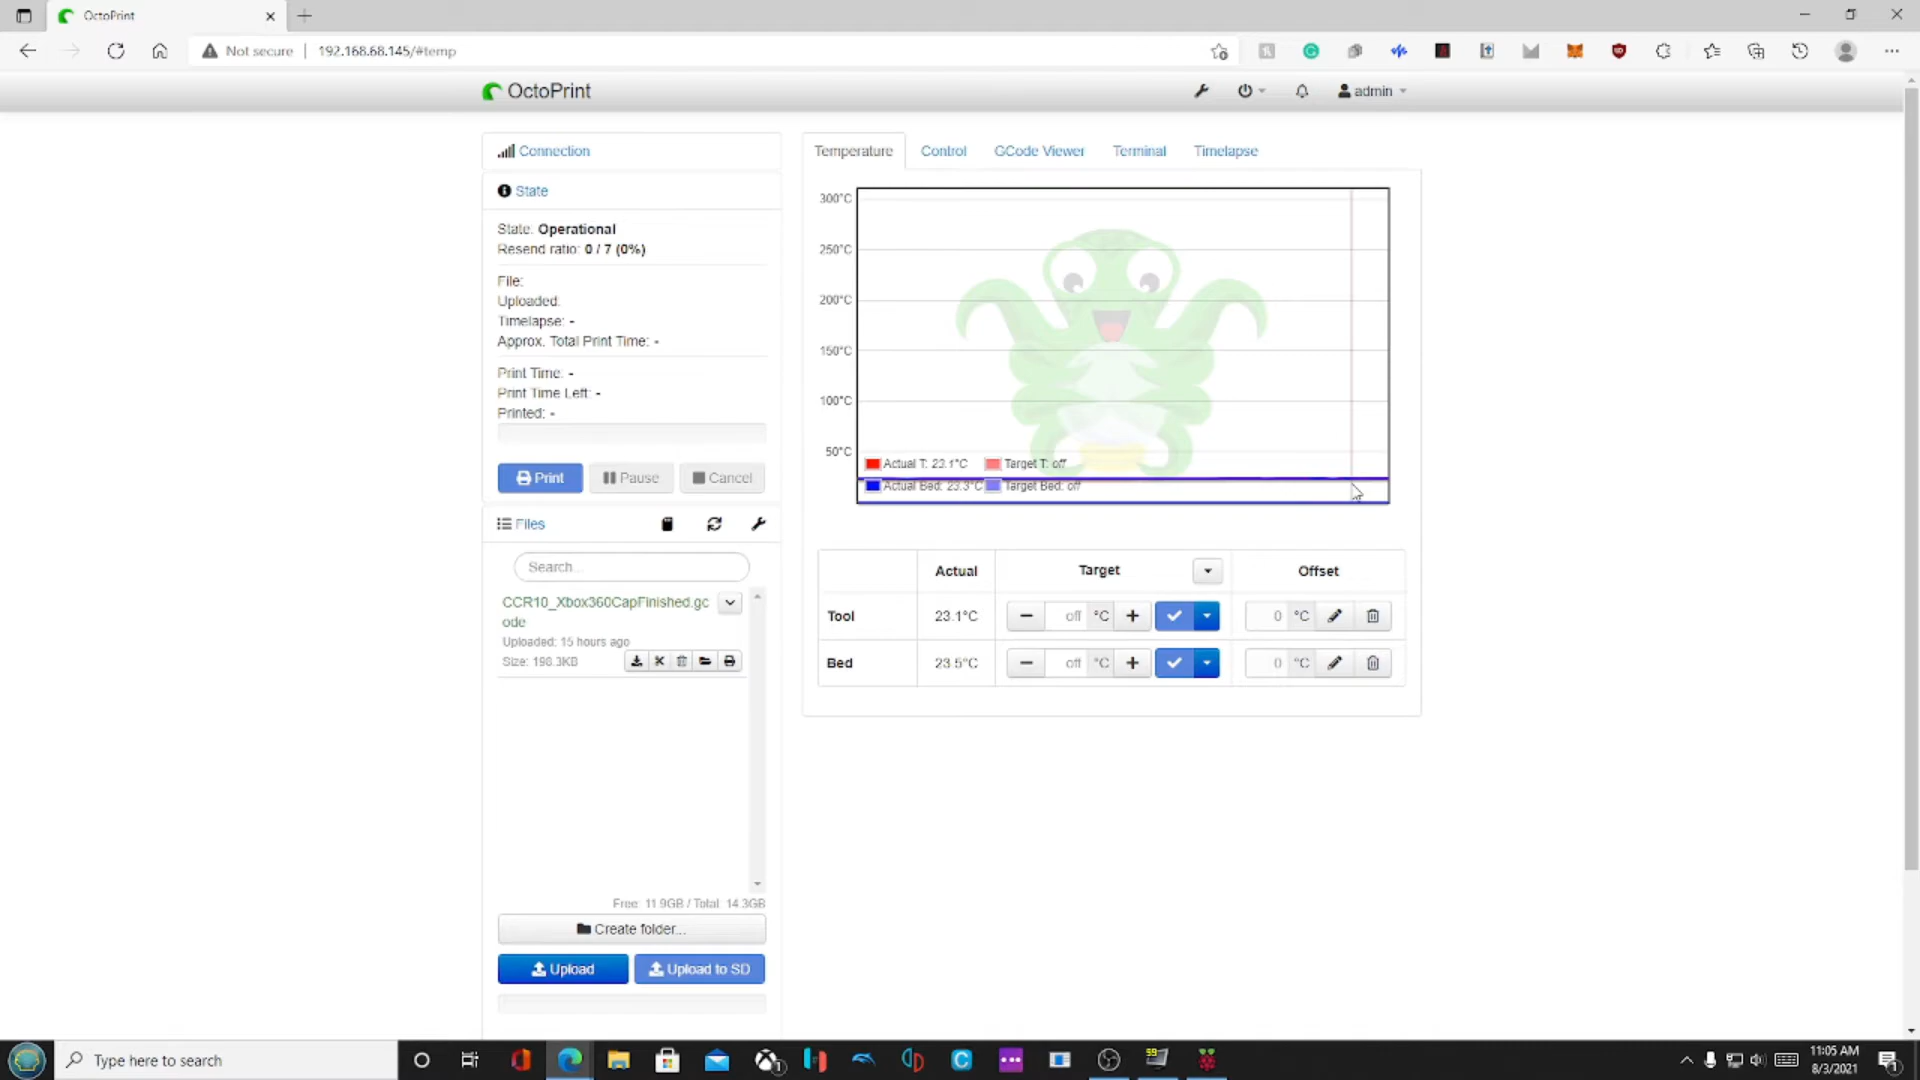 OctoPrint
Not secure
192.168.68.145/#temp
OctoPrint
admin
Connection
State
State: Operational
Resend ratio: 0 / 7 (0%)
File:
Uploaded:
Timelapse: -
Approx. Total Print Time: -
Print Time: -
Print Time Left: -
Printed: -
Print
Pause
Cancel
Files
Search...
CCR10_Xbox360CapFinished.gc
ode
Uploaded: 15 hours ago
Size: 198.3KB
Free: 11.9GB / Total: 14.3GB
Create folder...
Upload
Upload to SD
Temperature
Control
GCode Viewer
Terminal
Timelapse
300°C
250°C
200°C
150°C
100°C
50°C
Actual T: 23.1°C
Target T: off
Actual Bed: 23.3°C
Target Bed: off
Actual
Target
Offset
Tool
23.1°C
off °C
0 °C
Bed
23.5°C
off °C
0 °C
Type here to search
11:05 AM
8/3/2021